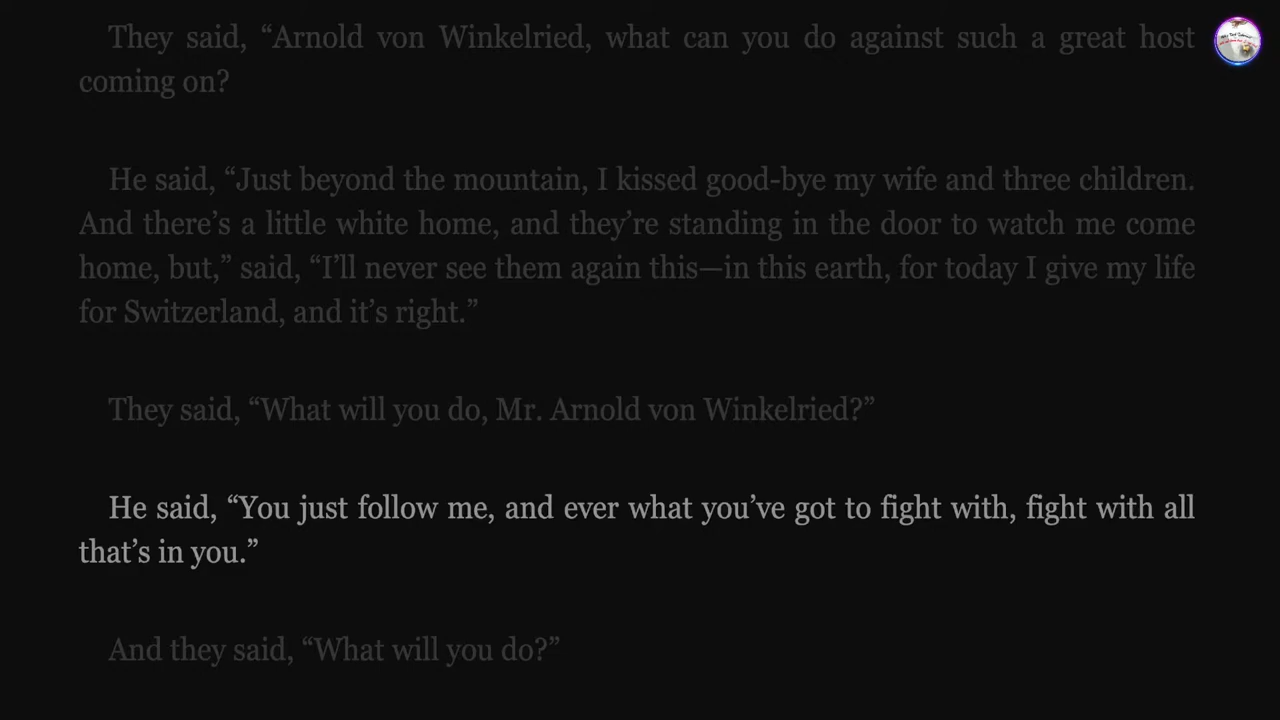 They said, “Arnold von Winkelried, what can you do against such a great host
coming on?
He said, “Just beyond the mountain, I kissed good-bye my wife and three children.
And there’s a little white home, and they’re standing in the door to watch me come
home, but,” said, “I’ll never see them again this—in this earth, for today I give my life
for Switzerland, and it’s right.”
They said, “What will you do, Mr. Arnold von Winkelried?”
He said, “You just follow me, and ever what you’ve got to fight with, fight with all
that’s in you.”
And they said, “What will you do?”